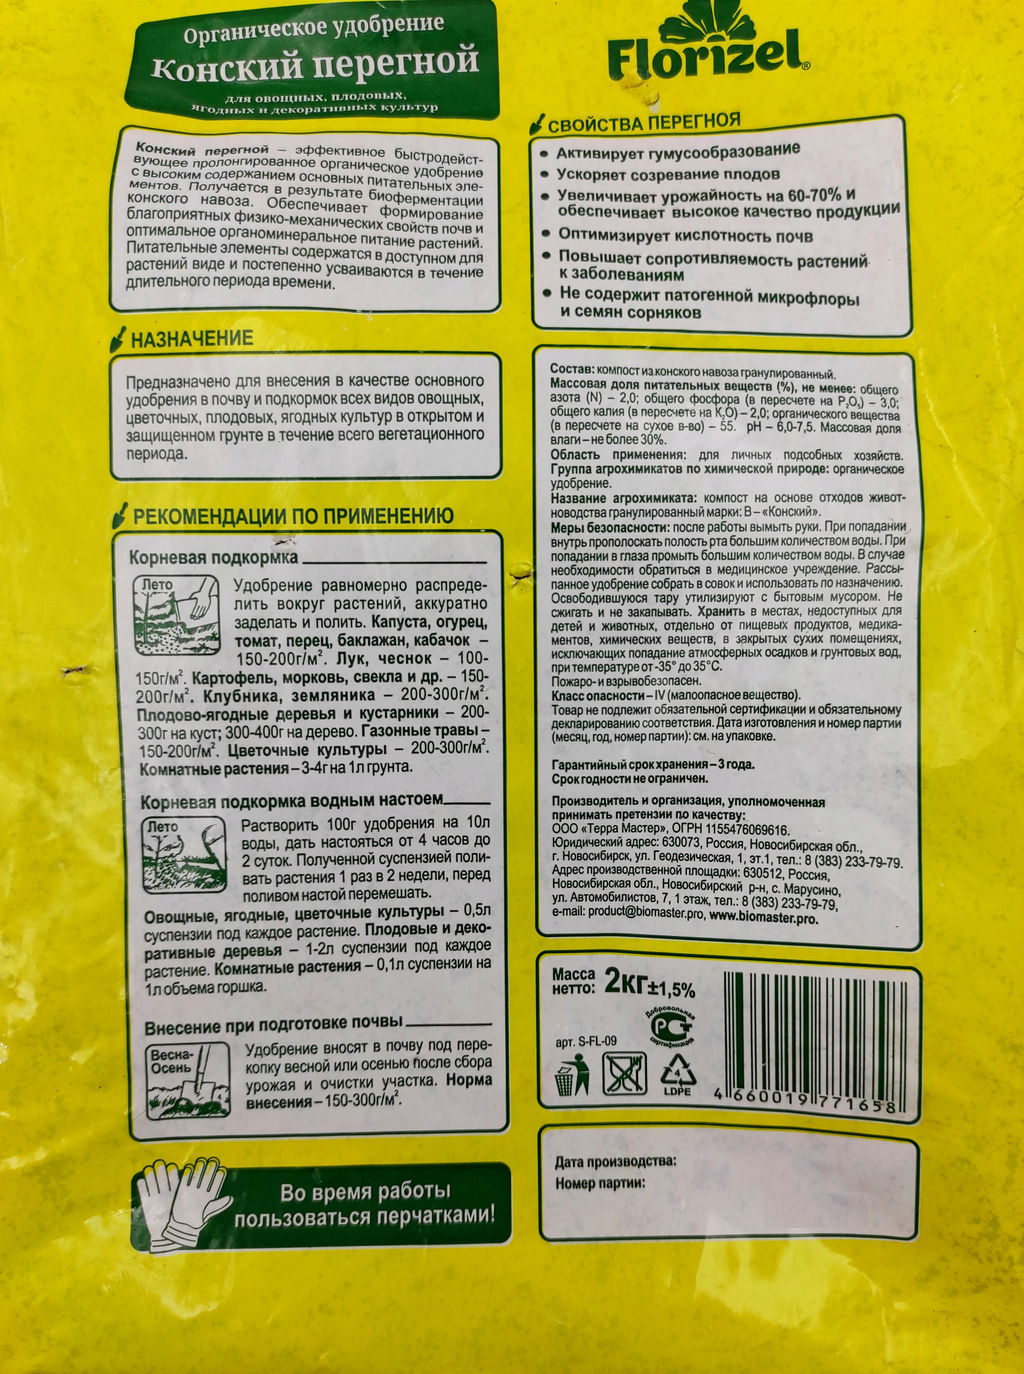 Органическое удобрение
Конский перегной
для овощных, плодовых,
ягодных и декоративных культур
Конский перегной – эффективное быстродейст-
вующее пролонгированное органическое удобрение
с высоким содержанием основных питательных эле-
ментов. Получается в результате биоферментации
конского навоза. Обеспечивает формирование
благоприятных физико-механических свойств почв и
оптимальное органоминеральное питание растений.
Питательные элементы содержатся в доступном для
растений виде и постепенно усваиваются в течение
длительного периода времени.
НАЗНАЧЕНИЕ
Предназначено для внесения в качестве основного
удобрения в почву и подкормок всех видов овощных,
цветочных, плодовых, ягодных культур в открытом и
защищенном грунте в течение всего вегетационного
периода.
РЕКОМЕНДАЦИИ ПО ПРИМЕНЕНИЮ
Корневая подкормка
Лето
Удобрение равномерно распреде-
лить вокруг растений, аккуратно
заделать и полить. Капуста, огурец,
томат, перец, баклажан, кабачок –
150-200г/м². Лук, чеснок – 100-
150г/м². Картофель, морковь, свекла и др. – 150-
200г/м². Клубника, земляника – 200-300г/м².
Плодово-ягодные деревья и кустарники – 200-
300г на куст; 300-400г на дерево. Газонные травы –
150-200г/м². Цветочные культуры – 200-300г/м².
Комнатные растения – 3-4г на 1л грунта.
Корневая подкормка водным настоем
Лето
Растворить 100г удобрения на 10л
воды, дать настояться от 4 часов до
2 суток. Полученной суспензией поли-
вать растения 1 раз в 2 недели, перед
поливом настой перемешать.
Овощные, ягодные, цветочные культуры – 0,5л
суспензии под каждое растение. Плодовые и деко-
ративные деревья – 1-2л суспензии под каждое
растение. Комнатные растения – 0,1л суспензии на
1л объема горшка.
Внесение при подготовке почвы
Весна-
Осень
Удобрение вносят в почву под пере-
копку весной или осенью после сбора
урожая и очистки участка. Норма
внесения – 150-300г/м².
Во время работы
пользоваться перчатками!
Florizel®
СВОЙСТВА ПЕРЕГНОЯ
• Активирует гумусообразование
• Ускоряет созревание плодов
• Увеличивает урожайность на 60-70% и
обеспечивает высокое качество продукции
• Оптимизирует кислотность почв
• Повышает сопротивляемость растений
к заболеваниям
• Не содержит патогенной микрофлоры
и семян сорняков
Состав: компост из конского навоза гранулированный.
Массовая доля питательных веществ (%), не менее: общего
азота (N) – 2,0; общего фосфора (в пересчете на P₂O₅) – 3,0;
общего калия (в пересчете на K₂O) – 2,0; органического вещества
(в пересчете на сухое в-во) – 55. pH – 6,0-7,5. Массовая доля
влаги – не более 30%.
Область применения: для личных подсобных хозяйств.
Группа агрохимикатов по химической природе: органическое
удобрение.
Название агрохимиката: компост на основе отходов живот-
новодства гранулированный марки: В – «Конский».
Меры безопасности: после работы вымыть руки. При попадании
внутрь прополоскать полость рта большим количеством воды. При
попадании в глаза промыть большим количеством воды. В случае
необходимости обратиться в медицинское учреждение. Рассы-
панное удобрение собрать в совок и использовать по назначению.
Освободившуюся тару утилизируют с бытовым мусором. Не
сжигать и не закапывать. Хранить в местах, недоступных для
детей и животных, отдельно от пищевых продуктов, медика-
ментов, химических веществ, в закрытых сухих помещениях,
исключающих попадание атмосферных осадков и грунтовых вод,
при температуре от -35° до 35°С.
Пожаро- и взрывобезопасен.
Класс опасности – IV (малоопасное вещество).
Товар не подлежит обязательной сертификации и обязательному
декларированию соответствия. Дата изготовления и номер партии
(месяц, год, номер партии): см. на упаковке.
Гарантийный срок хранения – 3 года.
Срок годности не ограничен.
Производитель и организация, уполномоченная
принимать претензии по качеству:
ООО «Терра Мастер», ОГРН 1155476069616.
Юридический адрес: 630073, Россия, Новосибирская обл.,
г. Новосибирск, ул. Геодезическая, 1, эт.1, тел.: 8 (383) 233-79-79.
Адрес производственной площадки: 630512, Россия,
Новосибирская обл., Новосибирский р-н, с. Марусино,
ул. Автомобилистов, 7, 1 этаж, тел.: 8 (383) 233-79-79,
e-mail: product@biomaster.pro, www.biomaster.pro.
Масса
нетто: 2кг±1,5%
Добровольная
РСТ
сертификация
арт. S-FL-09
4
LDPE
4 660019 771658
Дата производства:
Номер партии: